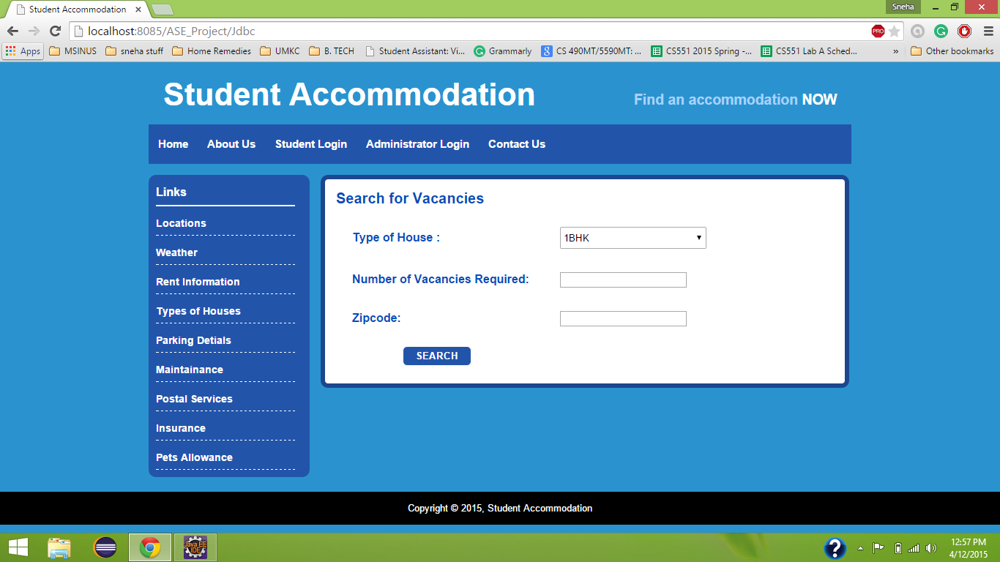 Student Accommodation
Sneha
localhost:8085/ASE_Project/Jdbc
PRO
Apps MSINUS sneha stuff Home Remedies UMKC B. TECH Student Assistant: Vi... Grammarly CS 490MT/5590MT: ... CS551 2015 Spring -... CS551 Lab A Sched... » Other bookmarks
Student Accommodation
Find an accommodation NOW
Home About Us Student Login Administrator Login Contact Us
Links
Locations
Weather
Rent Information
Types of Houses
Parking Detials
Maintainance
Postal Services
Insurance
Pets Allowance
Search for Vacancies
Type of House : 1BHK
Number of Vacancies Required:
Zipcode:
SEARCH
Copyright © 2015, Student Accommodation
Java EE
IDE
12:57 PM
4/12/2015